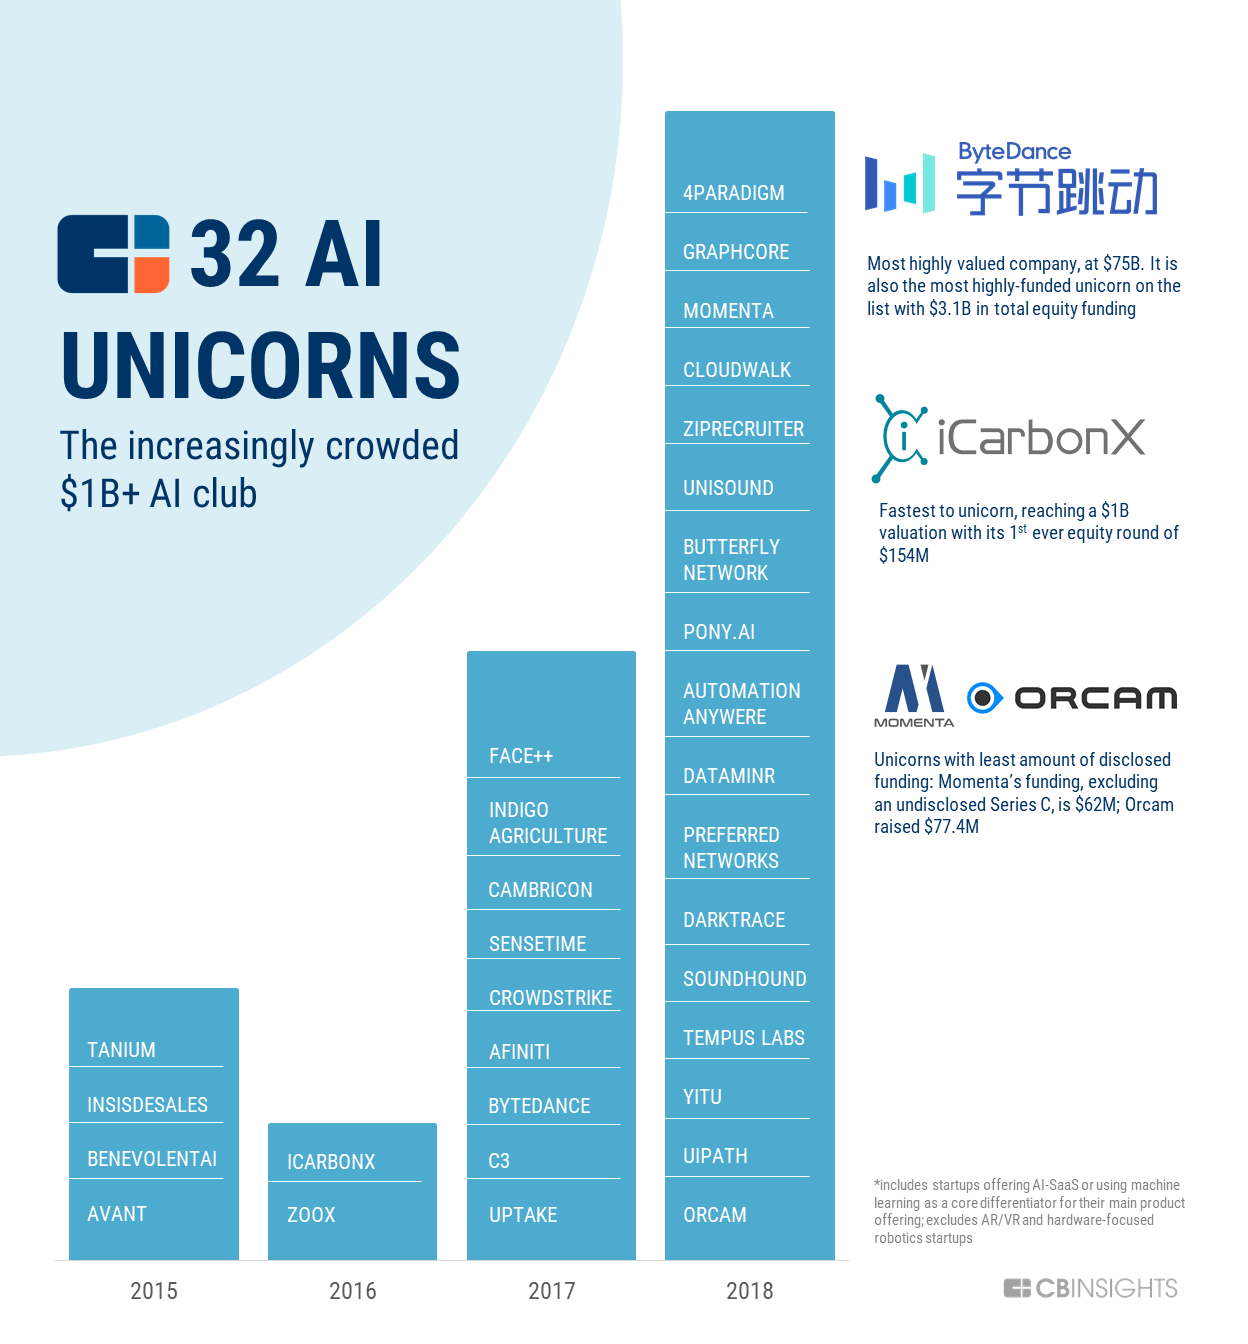 32 AI
UNICORNS
The increasingly crowded
$1B+ AI club
TANIUM
INSISDESALES
BENEVOLENTAI
AVANT
2015
ICARBONX
ZOOX
2016
FACE++
INDIGO
AGRICULTURE
CAMBRICON
SENSETIME
CROWDSTRIKE
AFINITI
BYTEDANCE
C3
UPTAKE
2017
4PARADIGM
GRAPHCORE
MOMENTA
CLOUDWALK
ZIPRECRUITER
UNISOUND
BUTTERFLY
NETWORK
PONY.AI
AUTOMATION
ANYWERE
DATAMINR
PREFERRED
NETWORKS
DARKTRACE
SOUNDHOUND
TEMPUS LABS
YITU
UIPATH
ORCAM
2018
ByteDance
字节跳动
Most highly valued company, at $75B. It is
also the most highly-funded unicorn on the
list with $3.1B in total equity funding
iCarbonX
Fastest to unicorn, reaching a $1B
valuation with its 1st ever equity round of
$154M
MOMENTA
ORCAM
Unicorns with least amount of disclosed
funding: Momenta's funding, excluding
an undisclosed Series C, is $62M; Orcam
raised $77.4M
*includes startups offering AI-SaaS or using machine
learning as a core differentiator for their main product
offering; excludes AR/VR and hardware-focused
robotics startups
CBINSIGHTS